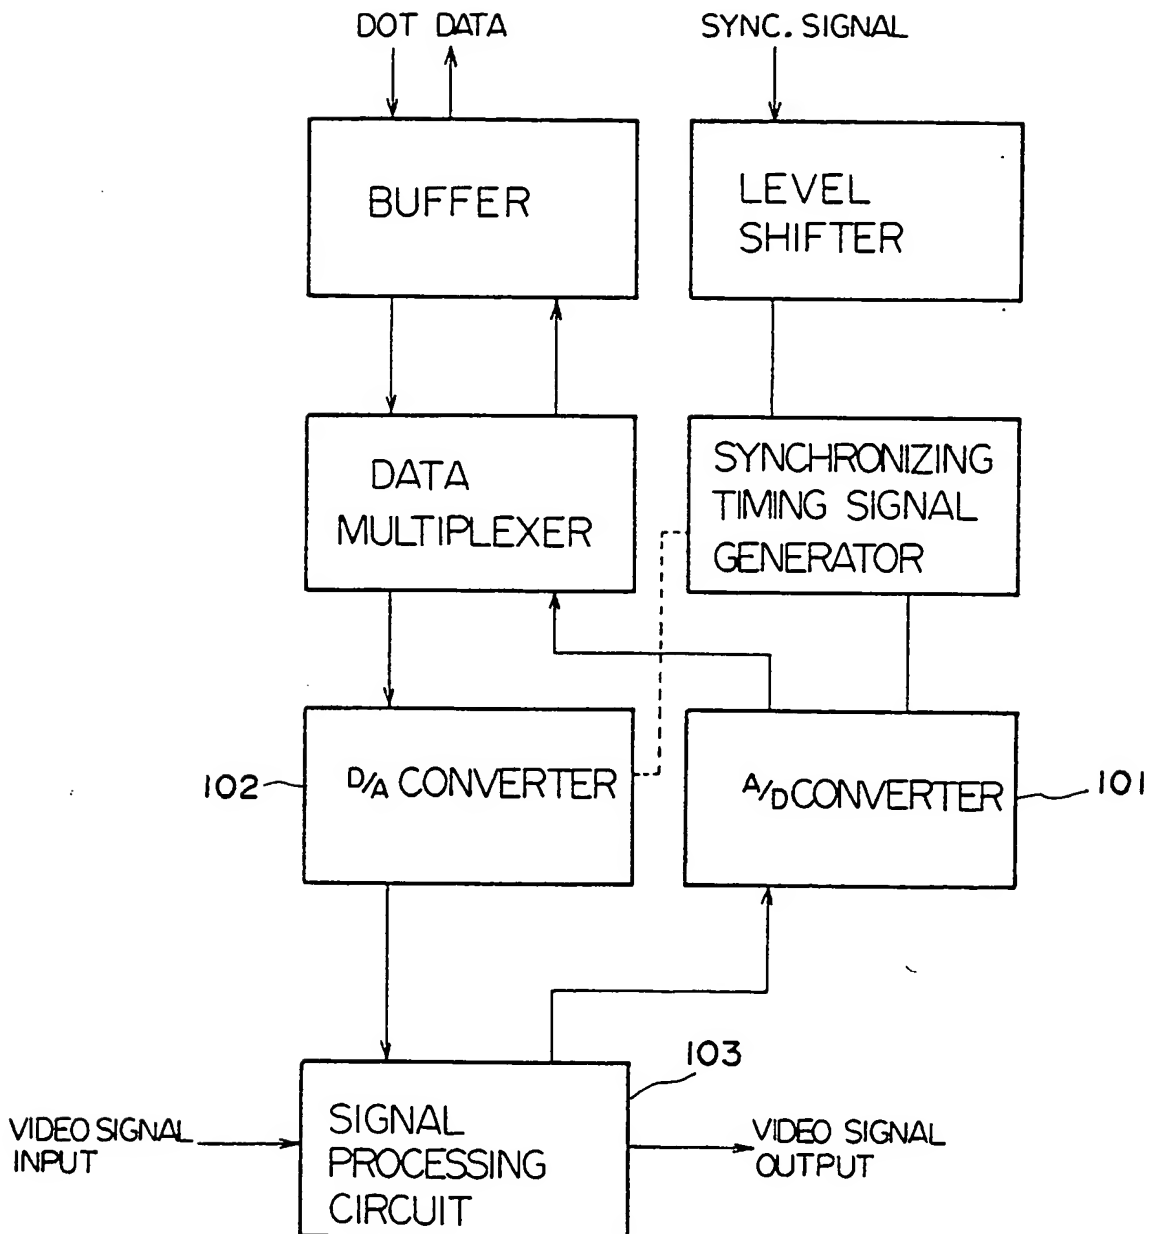 DOT DATA
SYNC. SIGNAL
BUFFER
LEVEL
SHIFTER
DATA
MULTIPLEXER
SYNCHRONIZING
TIMING SIGNAL
GENERATOR
102
D/A CONVERTER
A/D CONVERTER
101
103
VIDEO SIGNAL
INPUT
SIGNAL
PROCESSING
CIRCUIT
VIDEO SIGNAL
OUTPUT